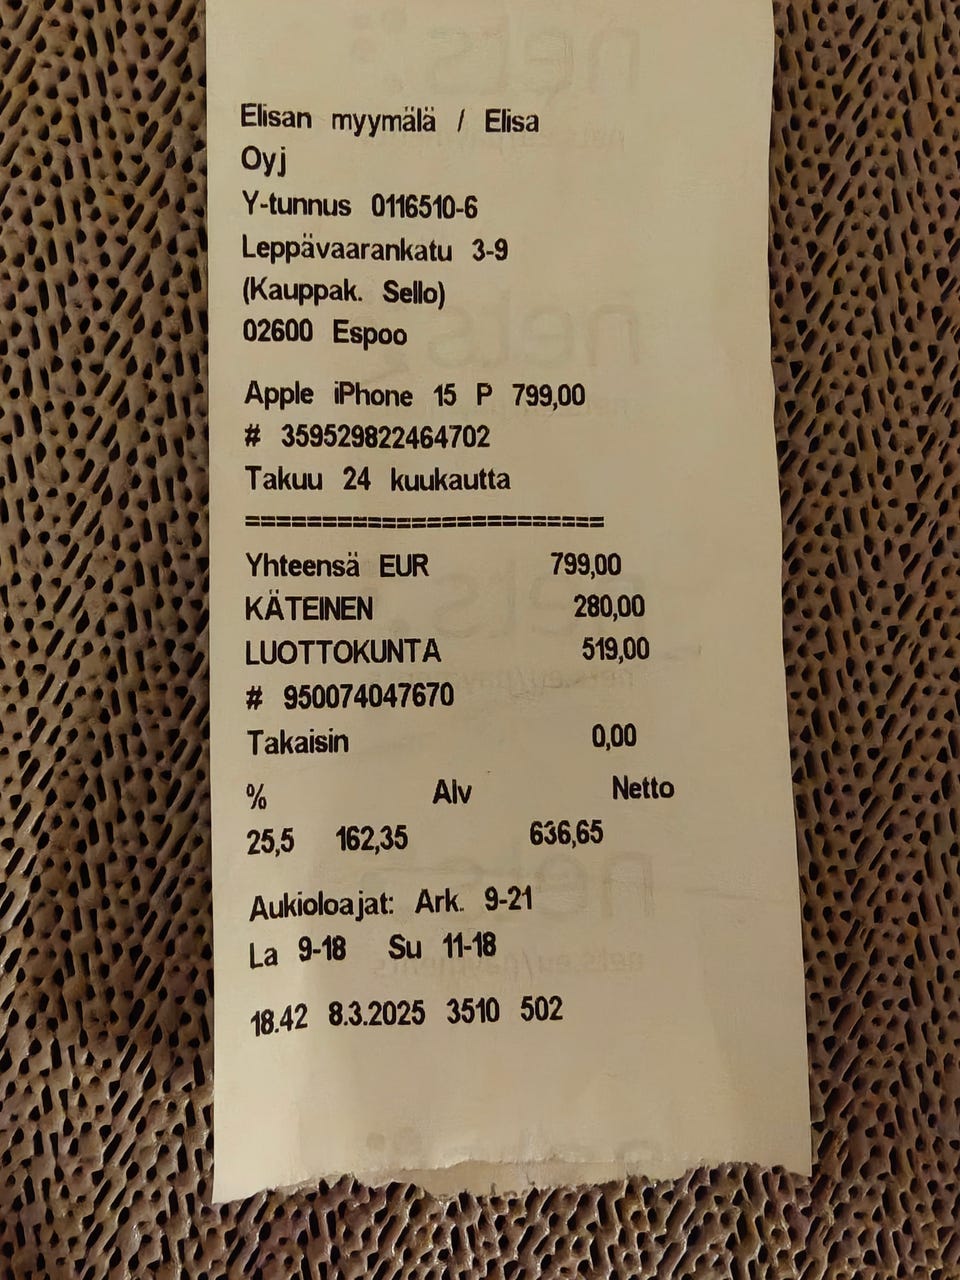 Elisan myymälä / Elisa
Oyj
Y-tunnus 0116510-6
Leppävaarankatu 3-9
(Kauppak. Sello)
02600 Espoo
Apple iPhone 15 P 799,00
# 359529822464702
Takuu 24 kuukautta
========================
Yhteensä EUR 799,00
KÄTEINEN 280,00
LUOTTOKUNTA 519,00
# 950074047670
Takaisin 0,00
% Alv Netto
25,5 162,35 636,65
Aukioloajat: Ark. 9-21
La 9-18 Su 11-18
18.42 8.3.2025 3510 502